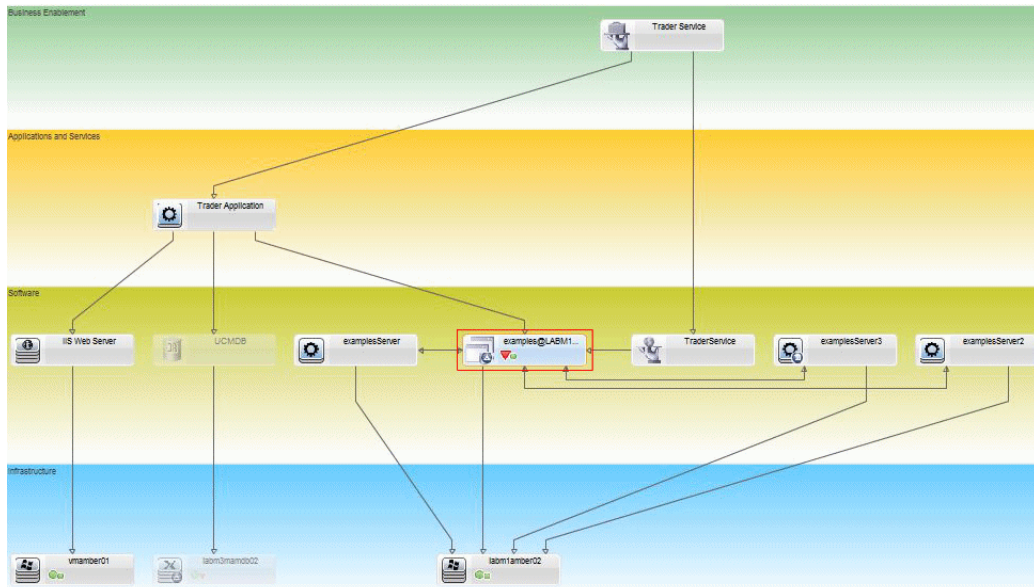 Business Enablement
Trader Service
Applications and Services
Trader Application
Software
IIS Web Server
UCMDB
examplesServer
examples@LABM1...
TraderService
examplesServer3
examplesServer2
Infrastructure
vmamber01
labm3mamdb02
labm1amber02